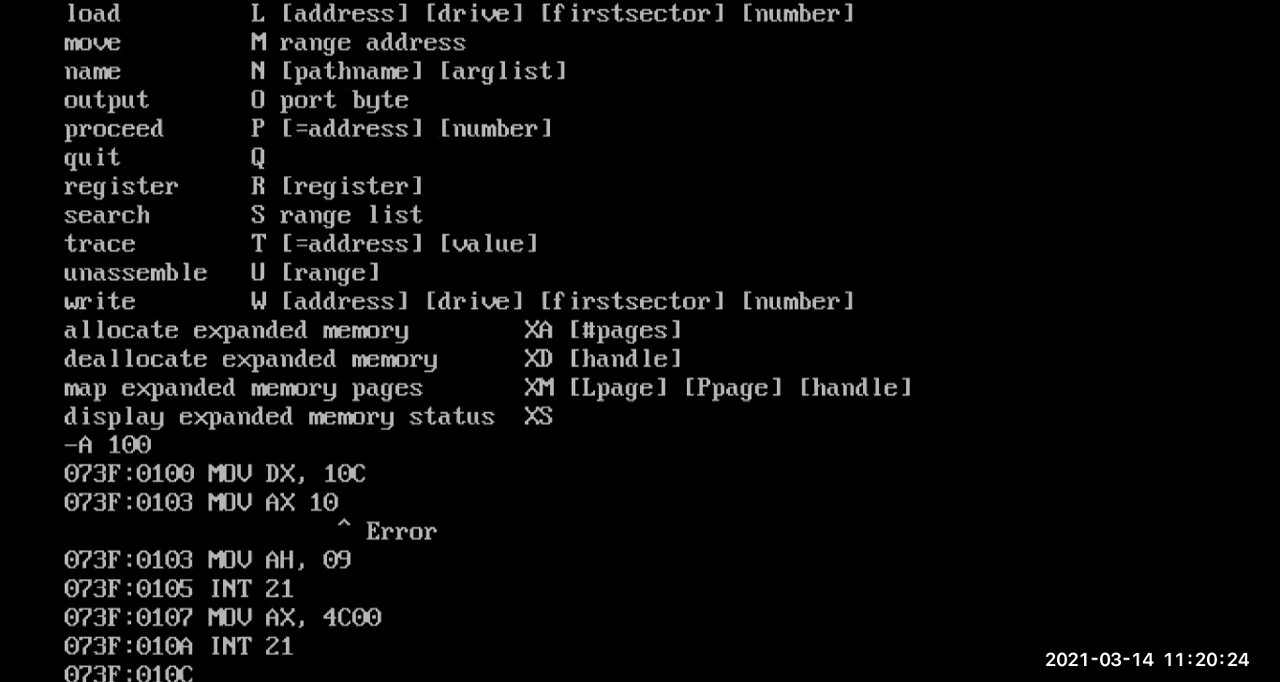 load         L [address] [drive] [firstsector] [number]
move         M range address
name         N [pathname] [arglist]
output       O port byte
proceed      P [=address] [number]
quit         Q
register     R [register]
search       S range list
trace        T [=address] [value]
unassemble   U [range]
write        W [address] [drive] [firstsector] [number]
allocate expanded memory        XA [#pages]
deallocate expanded memory      XD [handle]
map expanded memory pages       XM [Lpage] [Ppage] [handle]
display expanded memory status  XS
-A 100
073F:0100 MOV DX, 10C
073F:0103 MOV AX 10
                   ^ Error
073F:0103 MOV AH, 09
073F:0105 INT 21
073F:0107 MOV AX, 4C00
073F:010A INT 21
073F:010C
2021-03-14 11:20:24